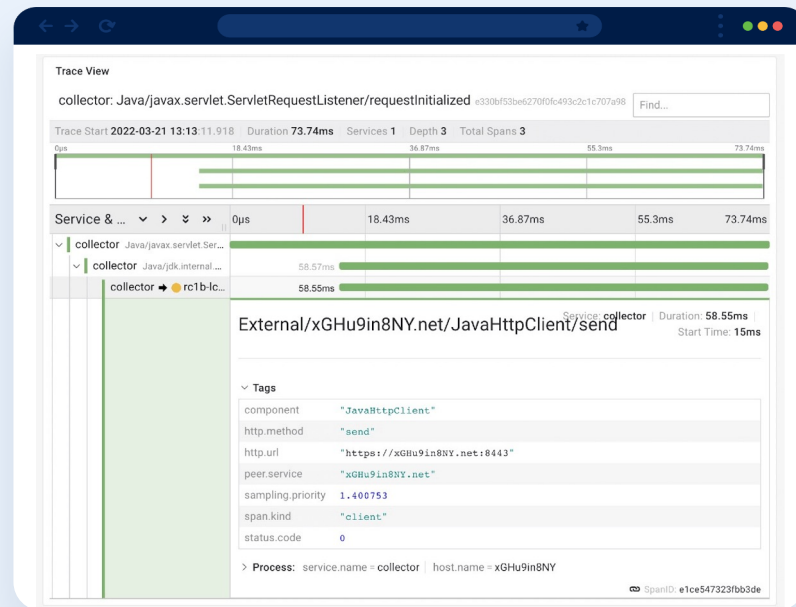 Trace View
collector: Java/javax.servlet.ServletRequestListener/requestInitialized e330bf53be6270f0fc493c2c1c707a98 Find...
Trace Start 2022-03-21 13:13:11.918 Duration 73.74ms Services 1 Depth 3 Total Spans 3
0μs 18.43ms 36.87ms 55.3ms 73.74ms
Service & ... 0μs 18.43ms 36.87ms 55.3ms 73.74ms
collector Java/javax.servlet.Ser...
collector Java/jdk.internal.... 58.57ms
collector rc1b-lc... 58.55ms
External/xGHu9in8NY.net/JavaHttpClient/send
Service: collector Duration: 58.55ms
Start Time: 15ms
Tags
component "JavaHttpClient"
http.method "send"
http.url "https://xGHu9in8NY.net:8443"
peer.service "xGHu9in8NY.net"
sampling.priority 1.400753
span.kind "client"
status.code 0
Process: service.name = collector host.name = xGHu9in8NY
SpanID: e1ce547323fbb3de